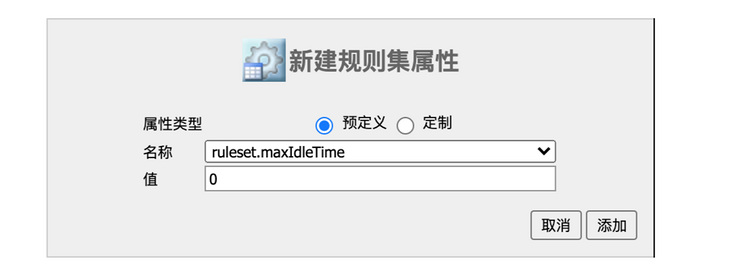 新建规则集属性
属性类型 预定义 定制
名称 ruleset.maxIdleTime
值 0
取消 添加